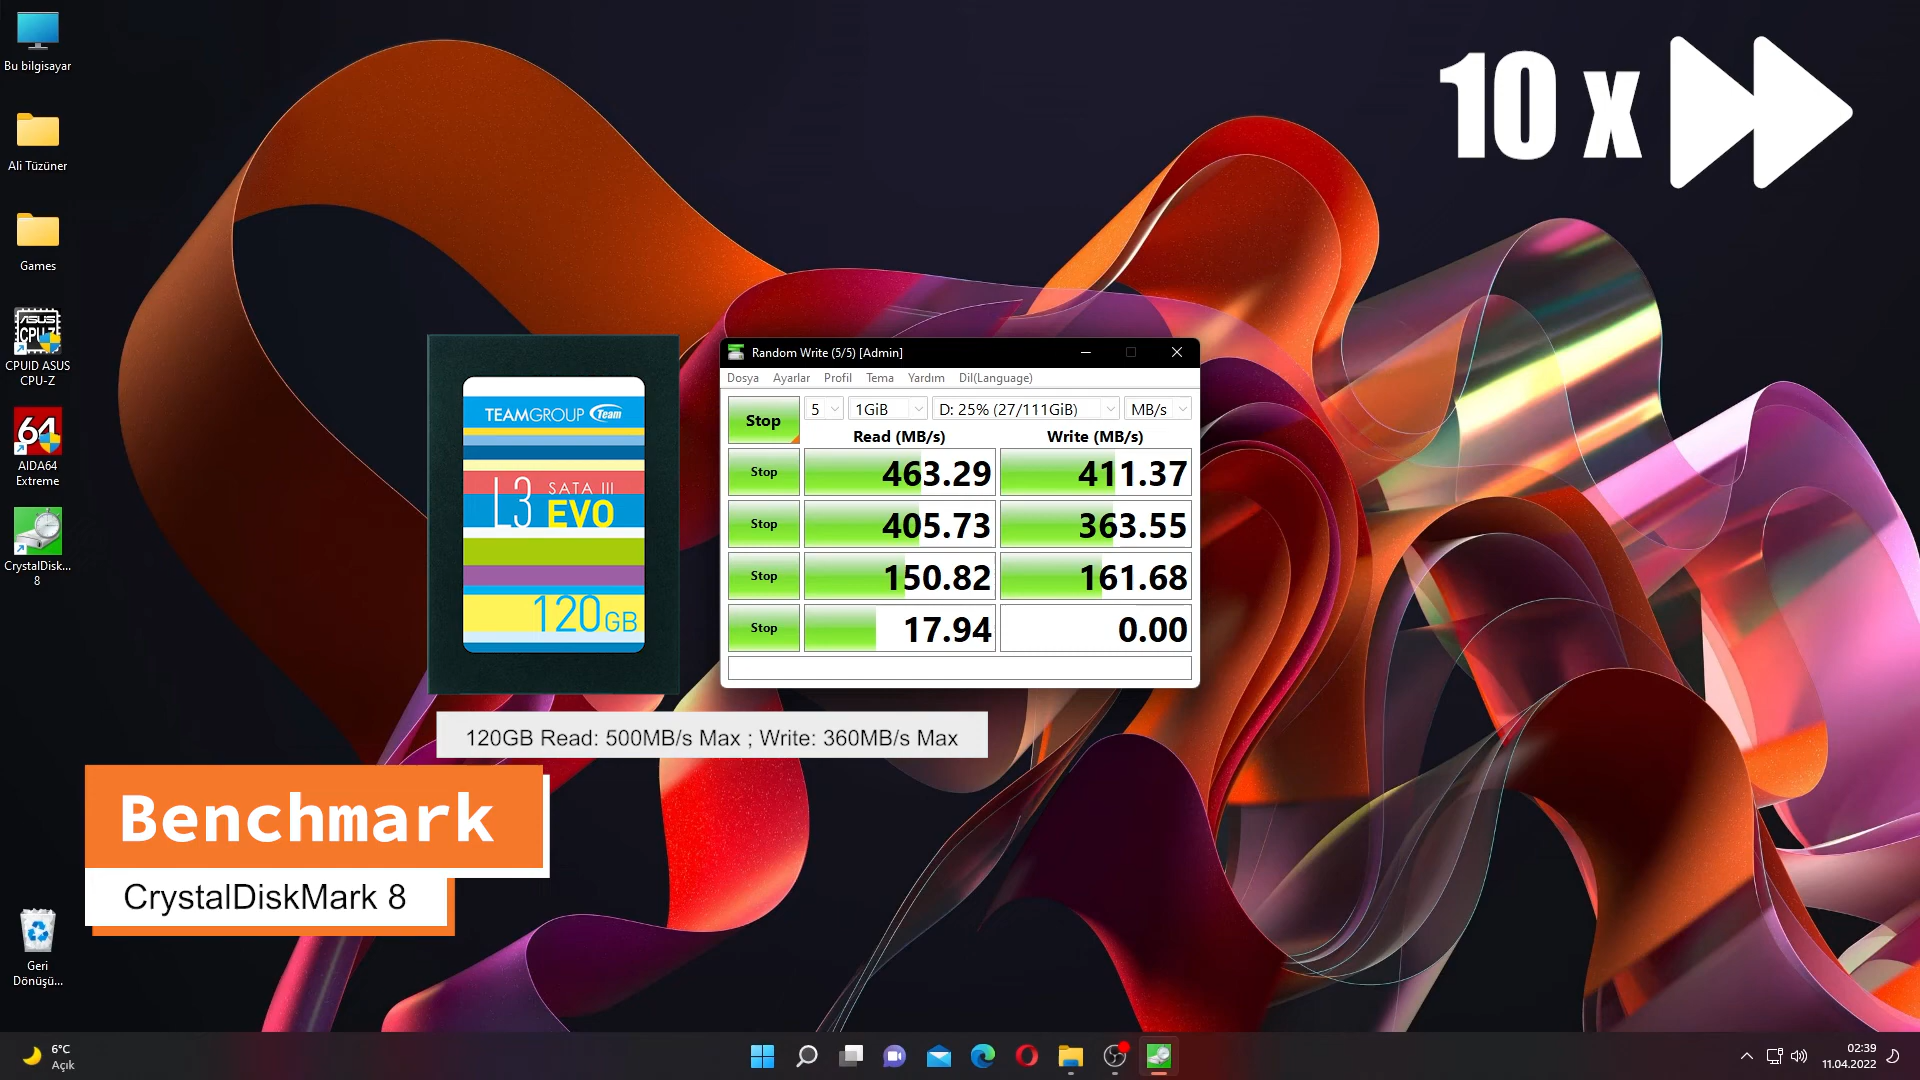 Bu bilgisayar
Ali Tüzüner
Games
CPUID ASUS
CPU-Z
64
AIDA64
Extreme
CrystalDisk...
8
Geri
Dönüşü...
10 x
TEAMGROUP Team
L3 SATA III
EVO
120GB
Random Write (5/5) [Admin]
Dosya Ayarlar Profil Tema Yardım Dil(Language)
Stop 5 1GiB D: 25% (27/111GiB) MB/s
Read (MB/s) Write (MB/s)
Stop 463.29 411.37
Stop 405.73 363.55
Stop 150.82 161.68
Stop 17.94 0.00
120GB Read: 500MB/s Max ; Write: 360MB/s Max
Benchmark
CrystalDiskMark 8
6°C
Açık
02:39
11.04.2022